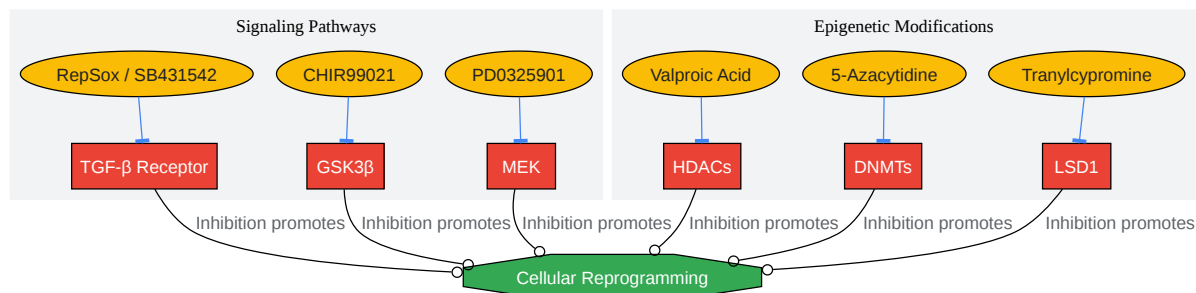 Signaling Pathways
Epigenetic Modifications
RepSox / SB431542
CHIR99021
PD0325901
Valproic Acid
5-Azacytidine
Tranylcypromine
TGF-β Receptor
GSK3β
MEK
HDACs
DNMTs
LSD1
Inhibition promotes
Inhibition promotes
Inhibition promotes
Inhibition promotes
Inhibition promotes
Inhibition promotes
Cellular Reprogramming